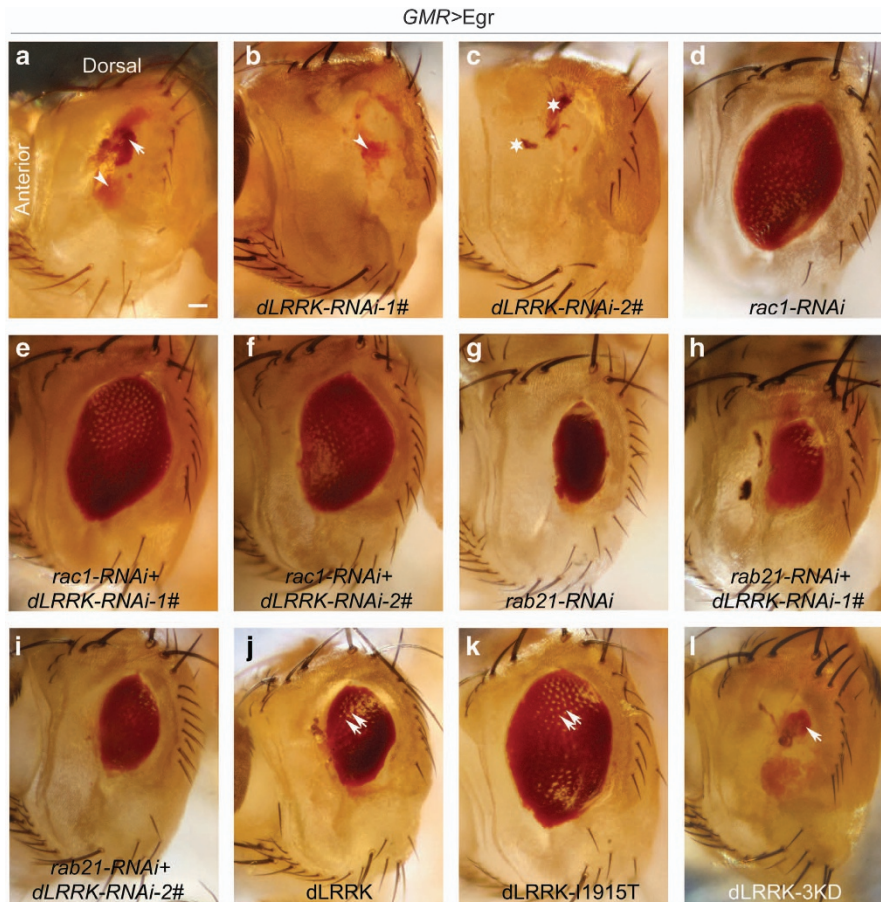 GMR>Egr
a
Dorsal
Anterior
b
dLRRK-RNAi-1#
c
dLRRK-RNAi-2#
d
rac1-RNAi
e
rac1-RNAi+
dLRRK-RNAi-1#
f
rac1-RNAi+
dLRRK-RNAi-2#
g
rab21-RNAi
h
rab21-RNAi+
dLRRK-RNAi-1#
i
rab21-RNAi+
dLRRK-RNAi-2#
j
dLRRK
k
dLRRK-I1915T
l
dLRRK-3KD